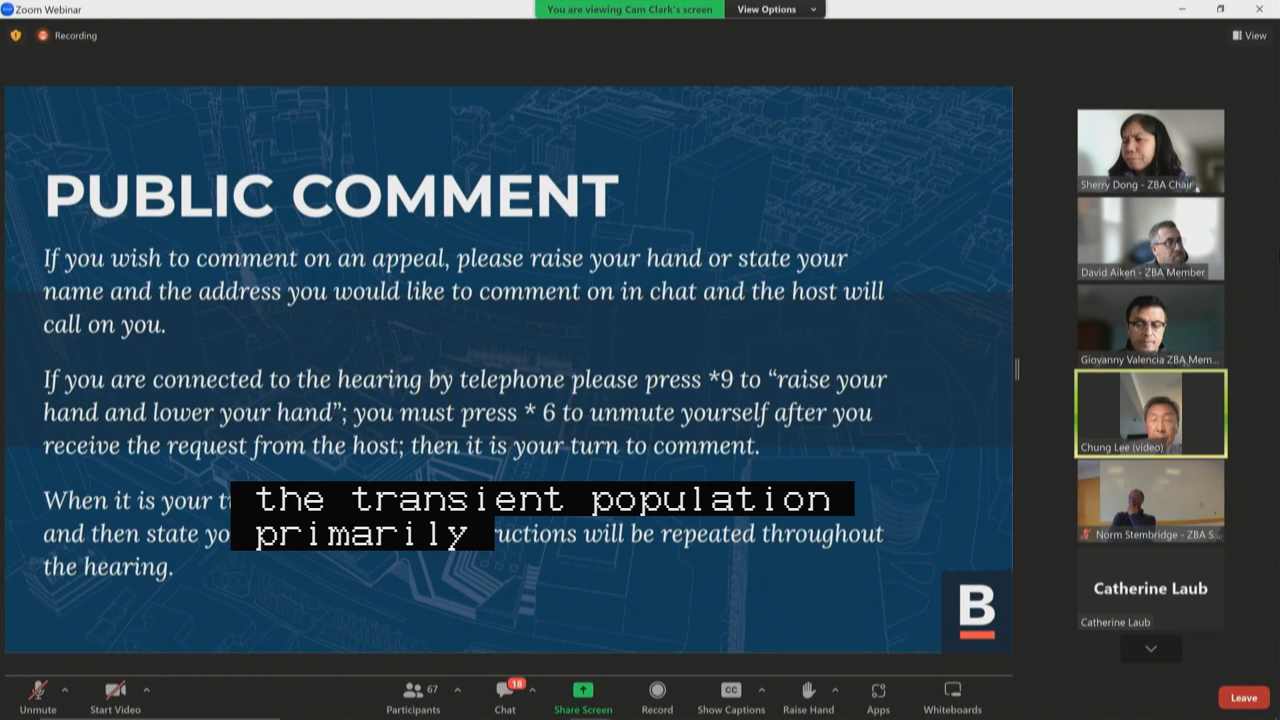 Zoom Webinar
You are viewing Cam Clark's screen
View Options
Recording
View
PUBLIC COMMENT
If you wish to comment on an appeal, please raise your hand or state your
name and the address you would like to comment on in chat and the host will
call on you.
If you are connected to the hearing by telephone please press *9 to “raise your
hand and lower your hand”; you must press * 6 to unmute yourself after you
receive the request from the host; then it is your turn to comment.
When it is your
and then state
the transient population
primarily
will be repeated throughout
the hearing.
B
Sherry Dong - ZBA Chair
David Aiken - ZBA Member
Giovanny Valencia ZBA Mem...
Chung Lee (video)
Norm Stembridge - ZBA S...
Catherine Laub
Catherine Laub
Unmute
Start Video
67
Participants
18
Chat
Share Screen
Record
CC
Show Captions
Raise Hand
Apps
Whiteboards
Leave